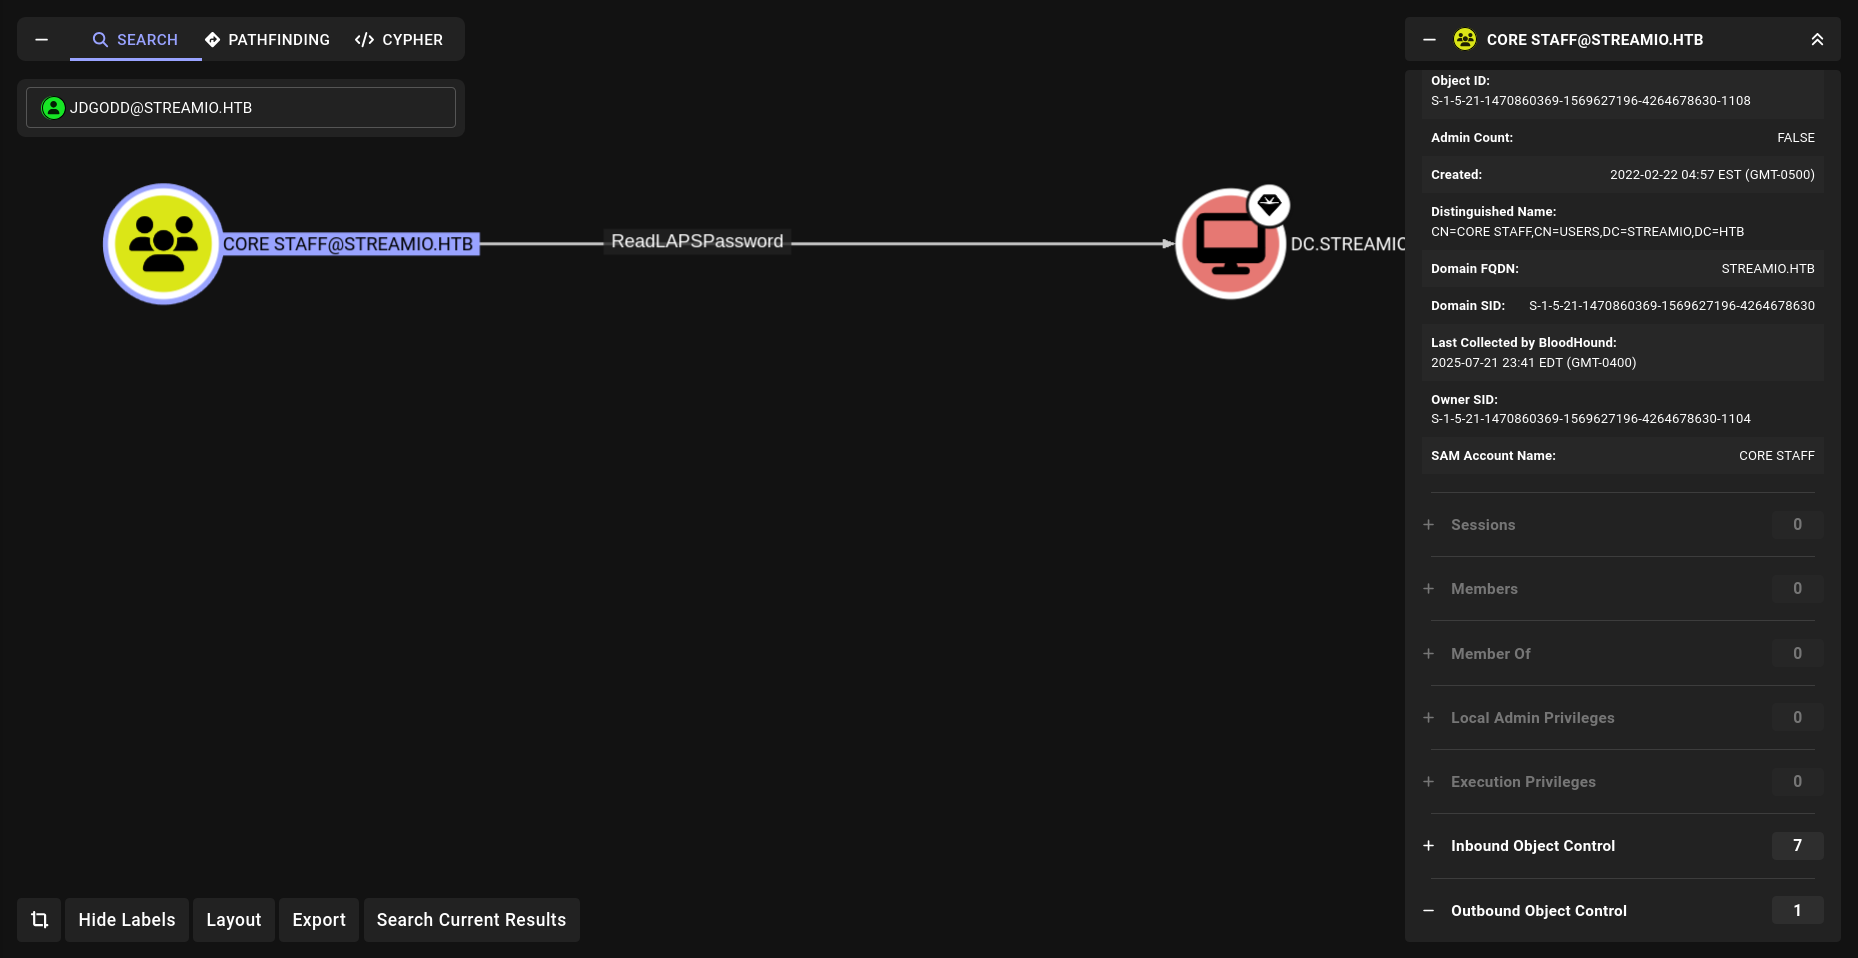 SEARCH
PATHFINDING
CYPHER
JDGODD@STREAMIO.HTB
CORE STAFF@STREAMIO.HTB
ReadLAPSPassword
DC.STREAMIO
CORE STAFF@STREAMIO.HTB
Object ID:
S-1-5-21-1470860369-1569627196-4264678630-1108
Admin Count: FALSE
Created: 2022-02-22 04:57 EST (GMT-0500)
Distinguished Name:
CN=CORE STAFF,CN=USERS,DC=STREAMIO,DC=HTB
Domain FQDN: STREAMIO.HTB
Domain SID: S-1-5-21-1470860369-1569627196-4264678630
Last Collected by BloodHound:
2025-07-21 23:41 EDT (GMT-0400)
Owner SID:
S-1-5-21-1470860369-1569627196-4264678630-1104
SAM Account Name: CORE STAFF
Sessions 0
Members 0
Member Of 0
Local Admin Privileges 0
Execution Privileges 0
Inbound Object Control 7
Outbound Object Control 1
Hide Labels
Layout
Export
Search Current Results